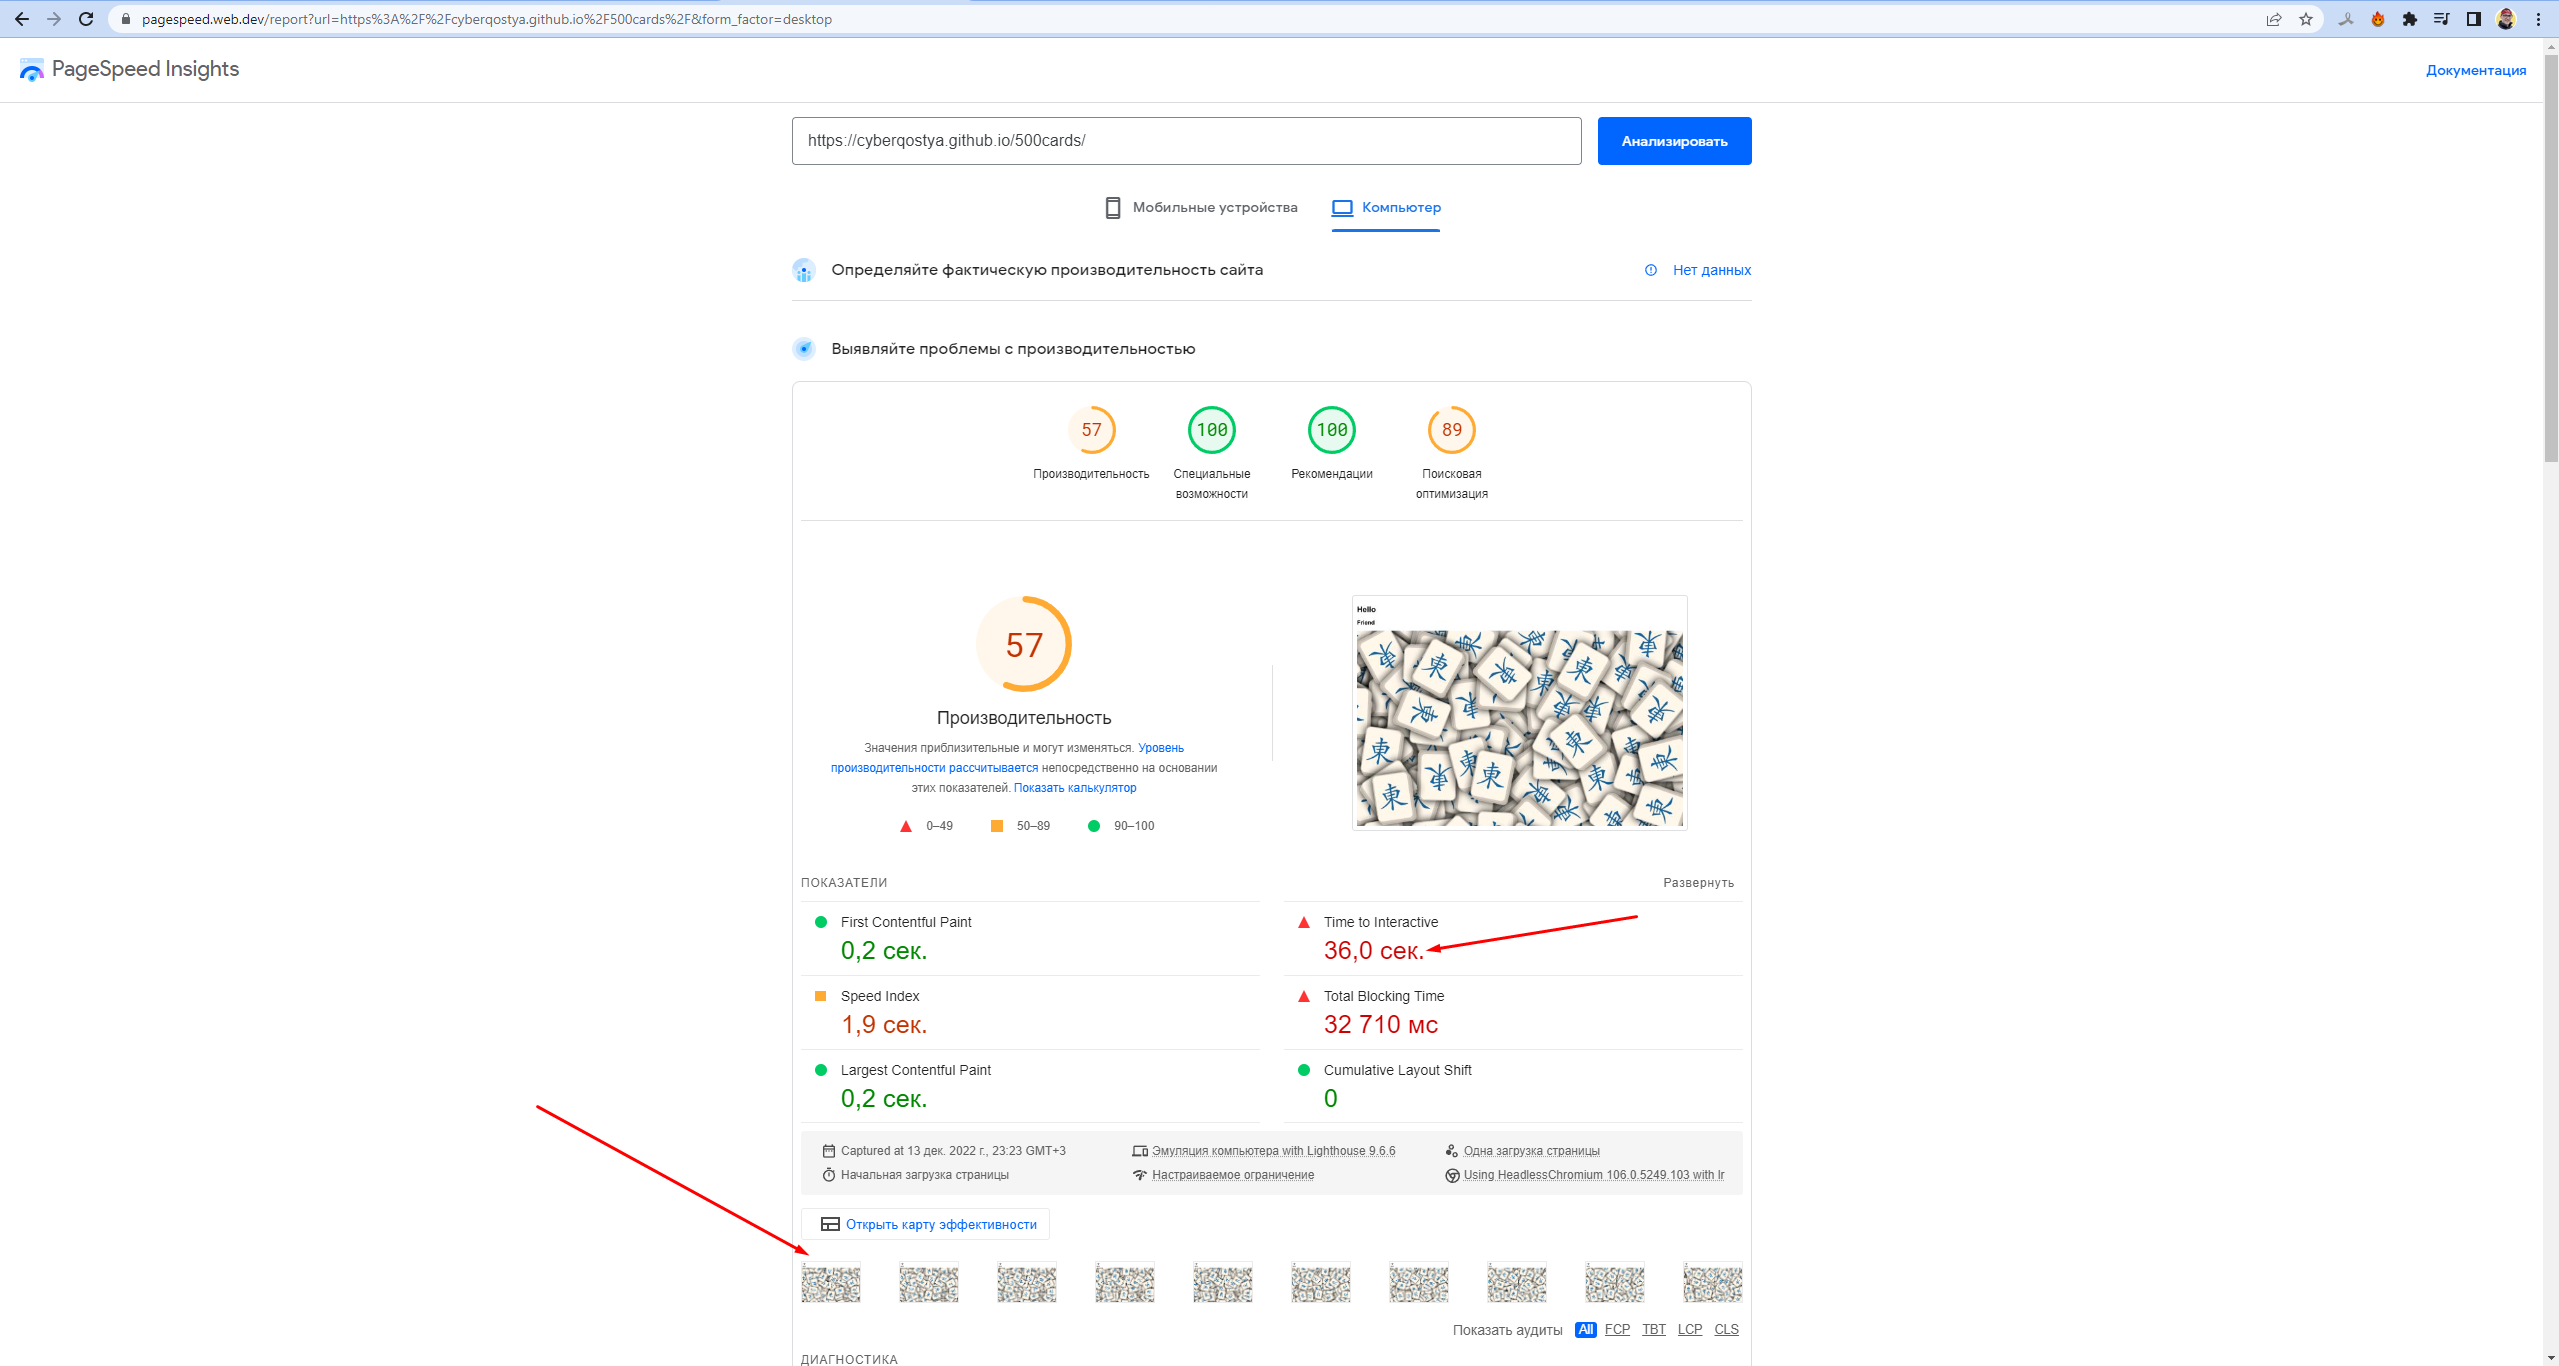 pagespeed.web.dev/report?url=https%3A%2F%2Fcyberqostya.github.io%2F500cards%2F&form_factor=desktop
PageSpeed Insights
Документация
https://cyberqostya.github.io/500cards/
Анализировать
Мобильные устройства
Компьютер
Определяйте фактическую производительность сайта
Нет данных
Выявляйте проблемы с производительностью
57
100
100
89
Производительность
Специальные
возможности
Рекомендации
Поисковая
оптимизация
57
Производительность
Значения приблизительные и могут изменяться. Уровень
производительности рассчитывается непосредственно на основании
этих показателей. Показать калькулятор
0–49
50–89
90–100
Hello
Friend
東
ПОКАЗАТЕЛИ
Развернуть
First Contentful Paint
0,2 сек.
Time to Interactive
36,0 сек.
Speed Index
1,9 сек.
Total Blocking Time
32 710 мс
Largest Contentful Paint
0,2 сек.
Cumulative Layout Shift
0
Captured at 13 дек. 2022 г., 23:23 GMT+3
Эмуляция компьютера with Lighthouse 9.6.6
Одна загрузка страницы
Начальная загрузка страницы
Настраиваемое ограничение
Using HeadlessChromium 106.0.5249.103 with lr
Открыть карту эффективности
Показать аудиты
All
FCP
TBT
LCP
CLS
ДИАГНОСТИКА